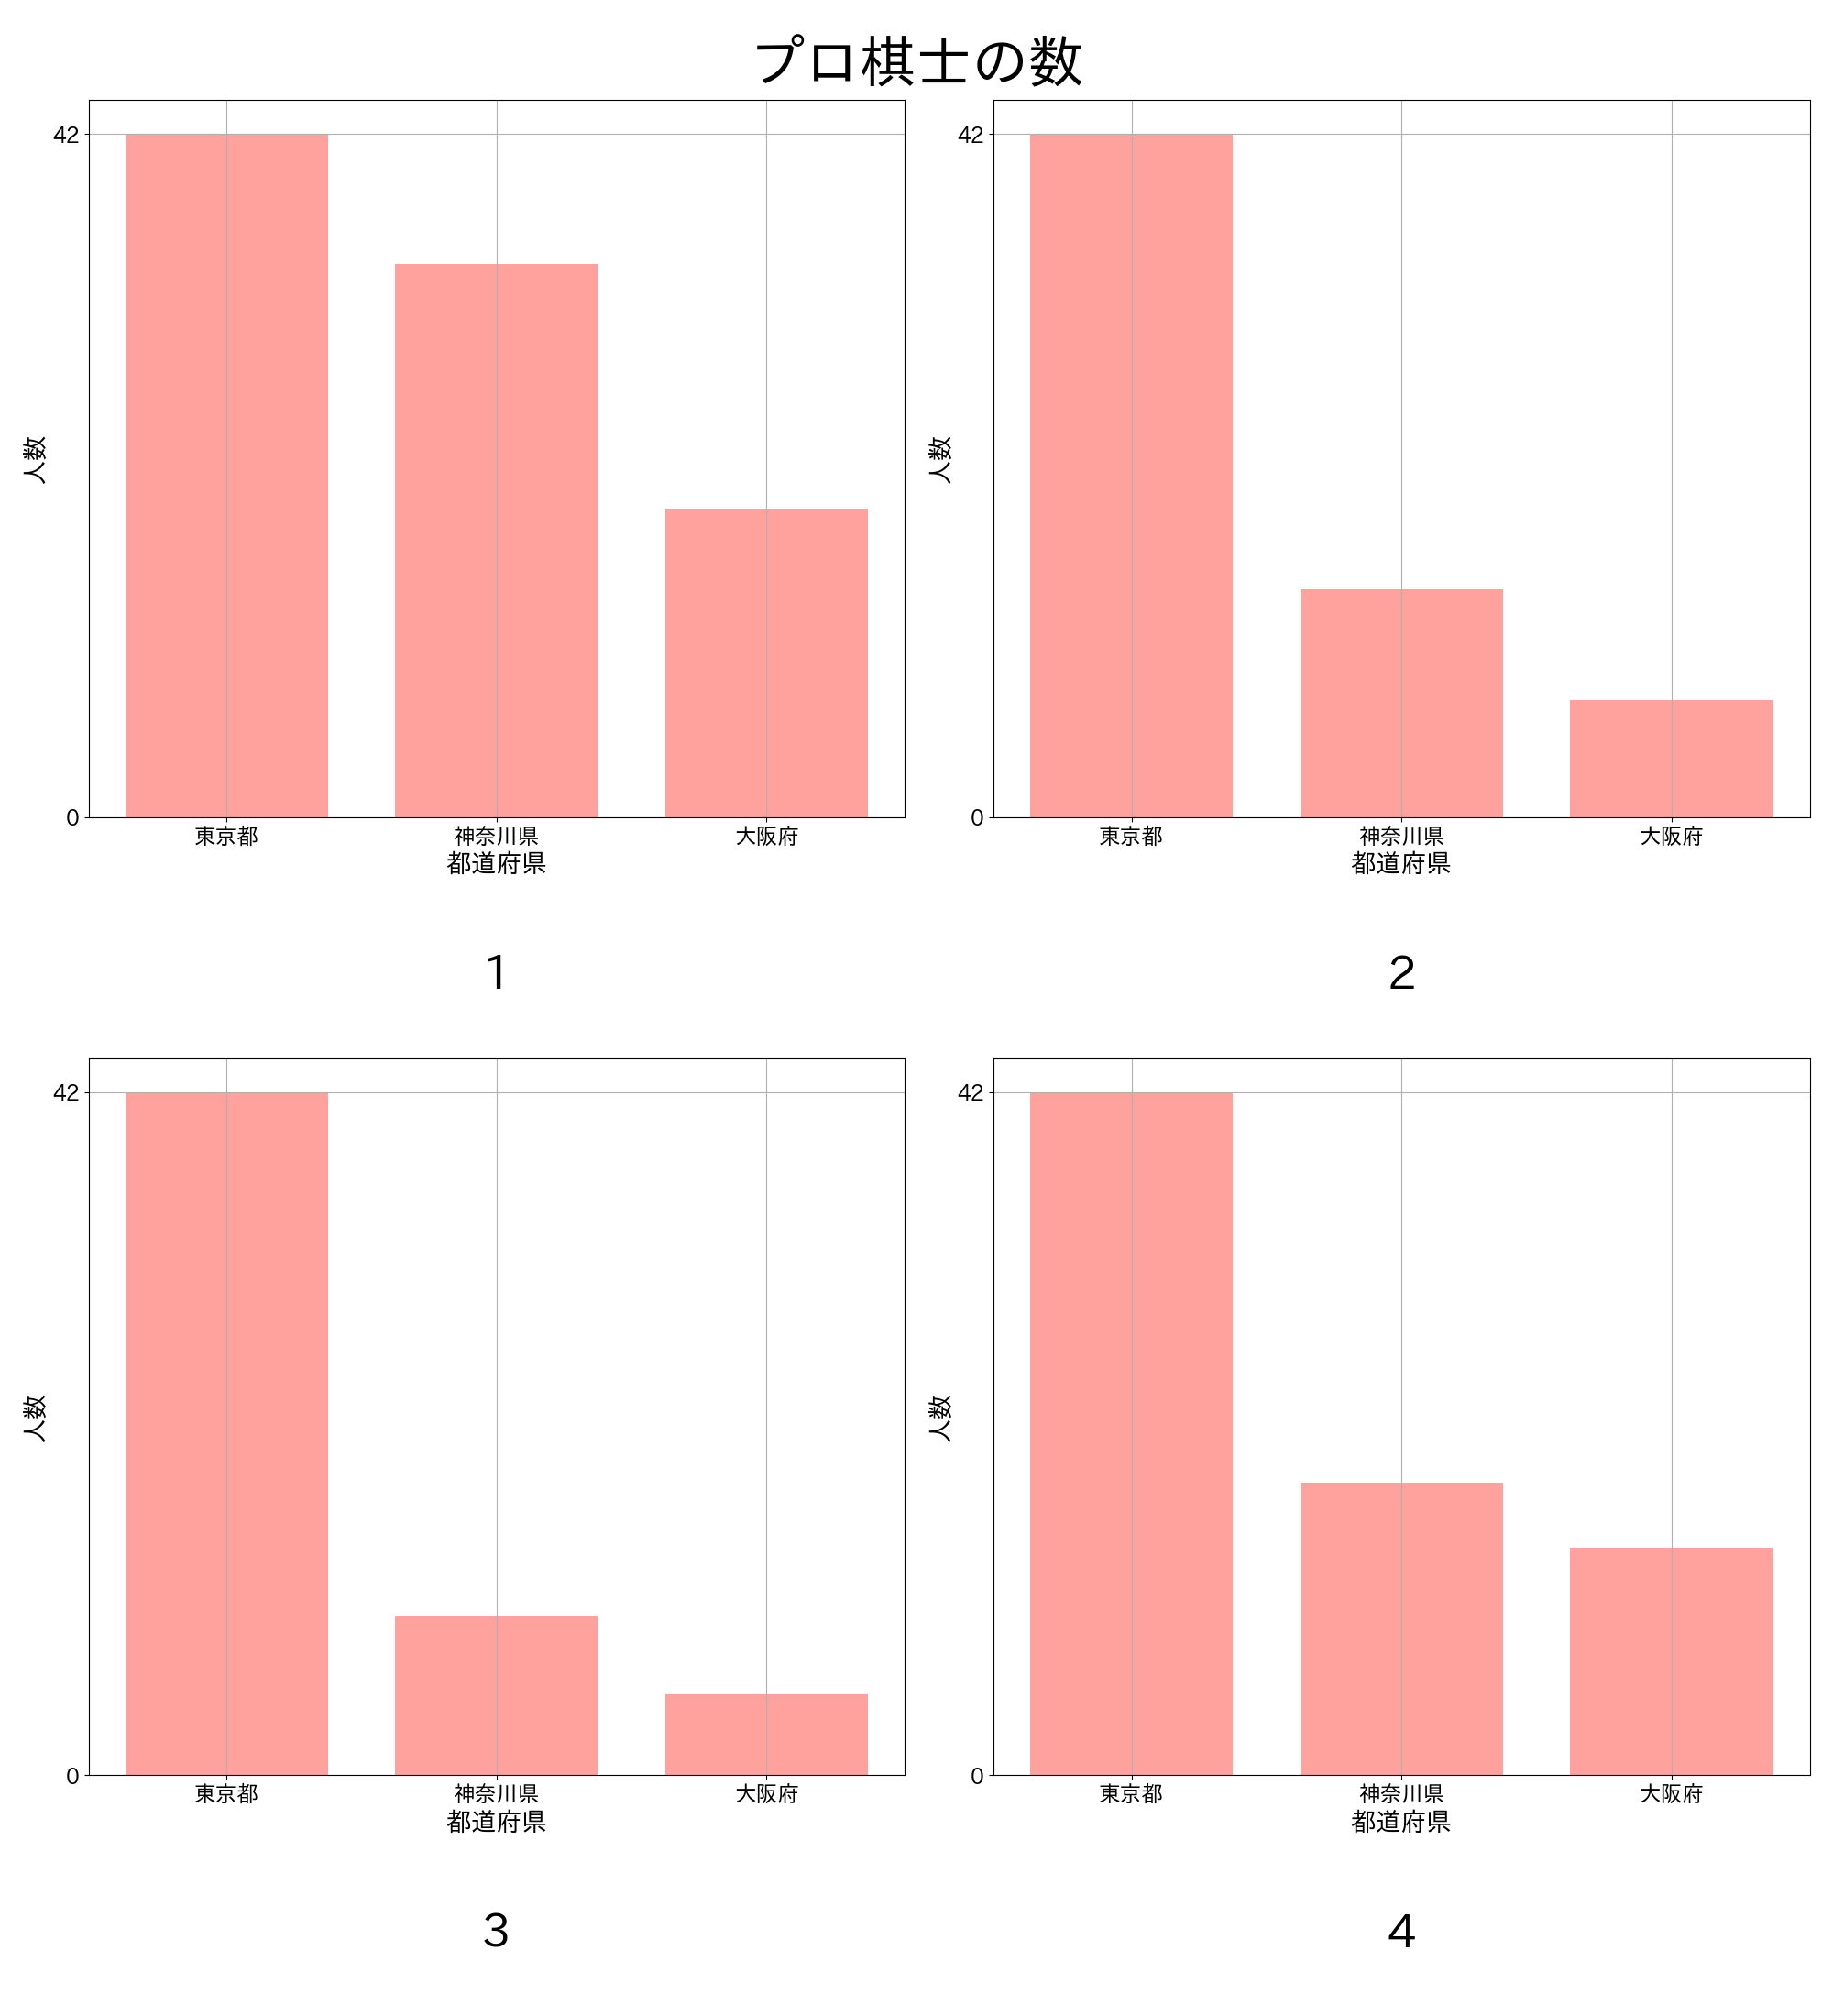 プロ棋士の数
42
人数
0
東京都 神奈川県 大阪府
都道府県
1
42
人数
0
東京都 神奈川県 大阪府
都道府県
2
42
人数
0
東京都 神奈川県 大阪府
都道府県
3
42
人数
0
東京都 神奈川県 大阪府
都道府県
4